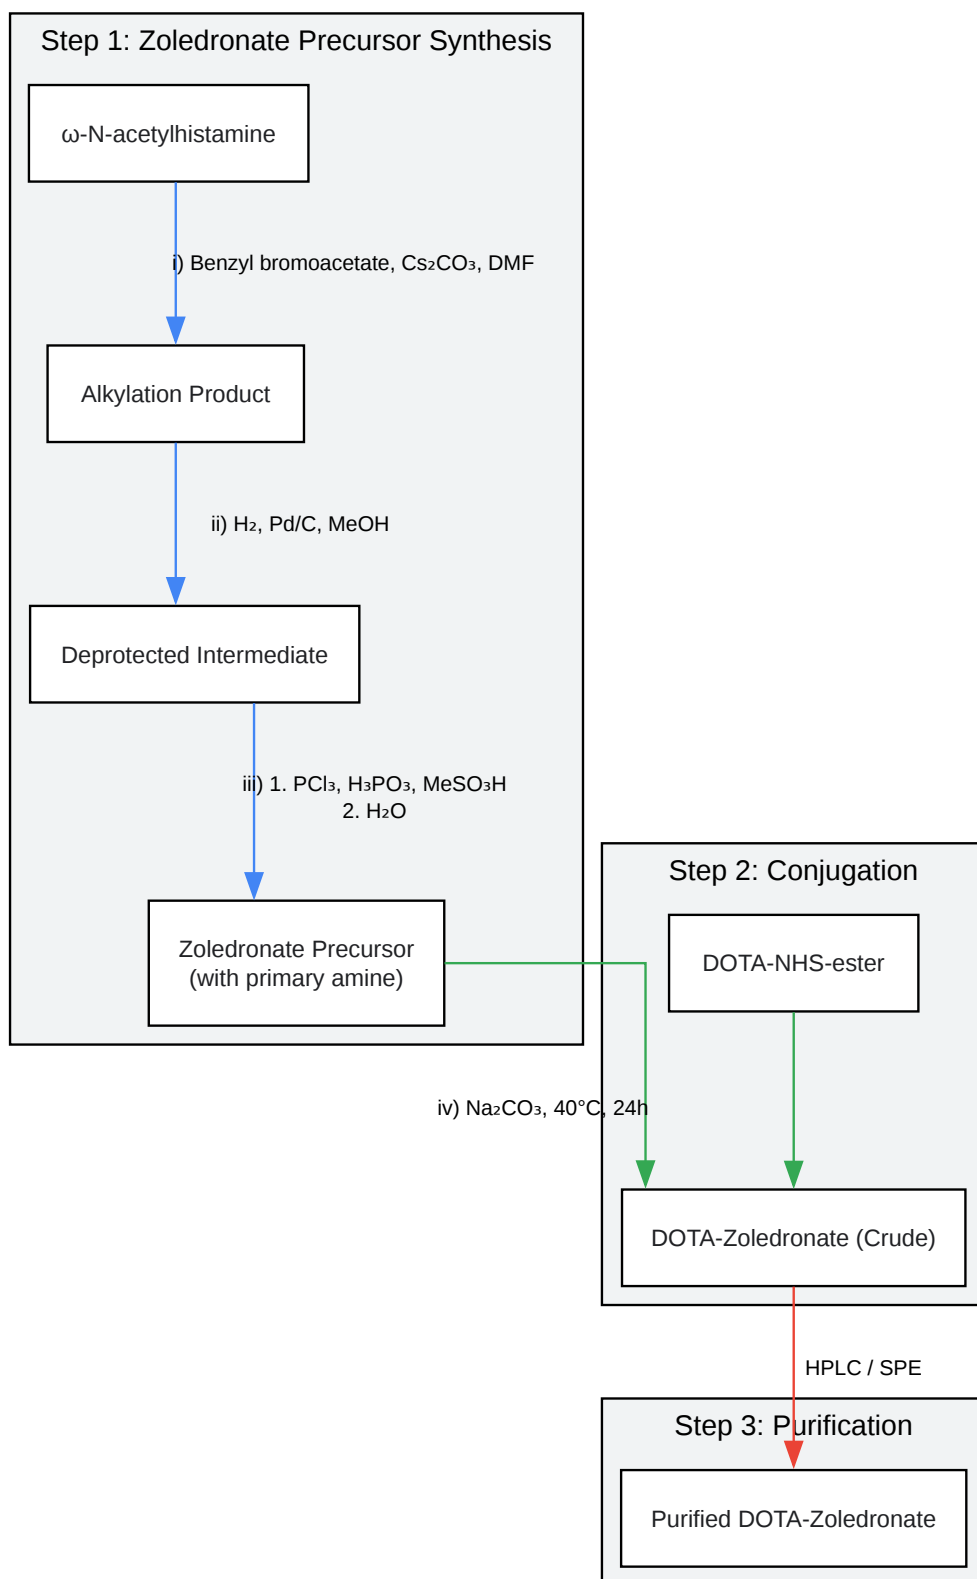 Step 1: Zoledronate Precursor Synthesis
ω-N-acetylhistamine
i) Benzyl bromoacetate, Cs₂CO₃, DMF
Alkylation Product
ii) H₂, Pd/C, MeOH
Deprotected Intermediate
iii) 1. PCl₃, H₃PO₃, MeSO₃H
2. H₂O
Zoledronate Precursor
(with primary amine)
Step 2: Conjugation
DOTA-NHS-ester
iv) Na₂CO₃, 40°C, 24h
DOTA-Zoledronate (Crude)
HPLC / SPE
Step 3: Purification
Purified DOTA-Zoledronate